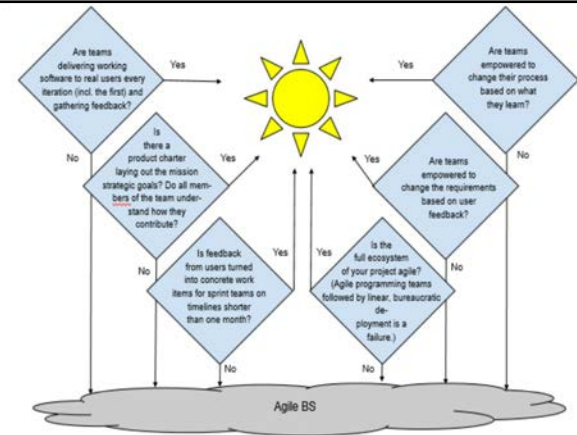 Are teams
delivering working
software to real users every
iteration (incl. the first) and
gathering feedback?
Yes
No
Is
there a
product charter
laying out the mission
strategic goals? Do all mem-
bers of the team under-
stand how they
contribute?
Yes
No
Is feedback
from users turned
into concrete work
items for sprint teams on
timelines shorter
than one month?
Yes
No
Are teams
empowered to
change their process
based on what
they learn?
Yes
No
Are teams
empowered to
change the requirements
based on user
feedback?
Yes
No
Is the
full ecosystem
of your project agile?
(Agile programming teams
followed by linear, bureaucratic
de-
ployment is a
failure.)
Yes
No
Agile BS